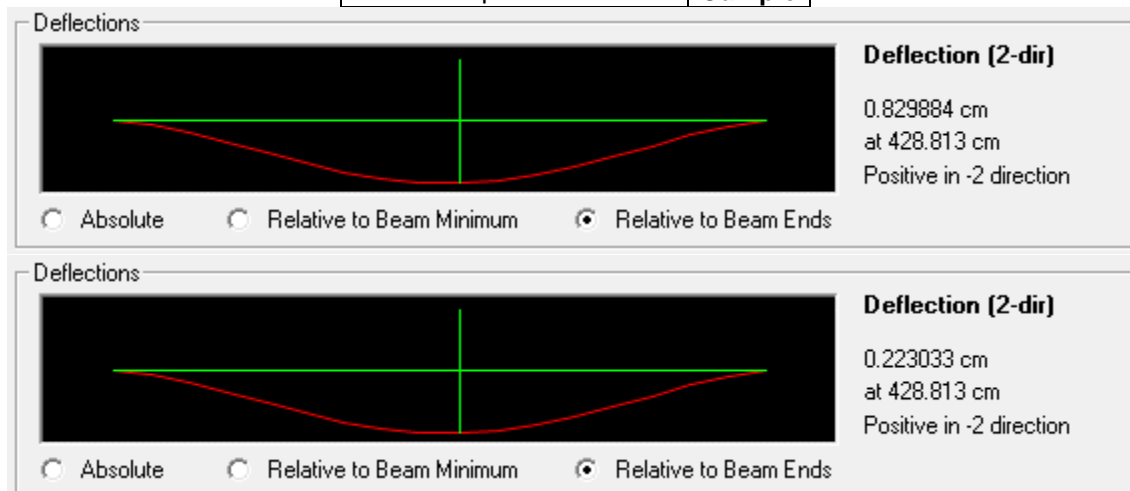 Deflections
Deflection (2-dir)
0.829884 cm
at 428.813 cm
Positive in -2 direction
Absolute Relative to Beam Minimum Relative to Beam Ends
Deflections
Deflection (2-dir)
0.223033 cm
at 428.813 cm
Positive in -2 direction
Absolute Relative to Beam Minimum Relative to Beam Ends